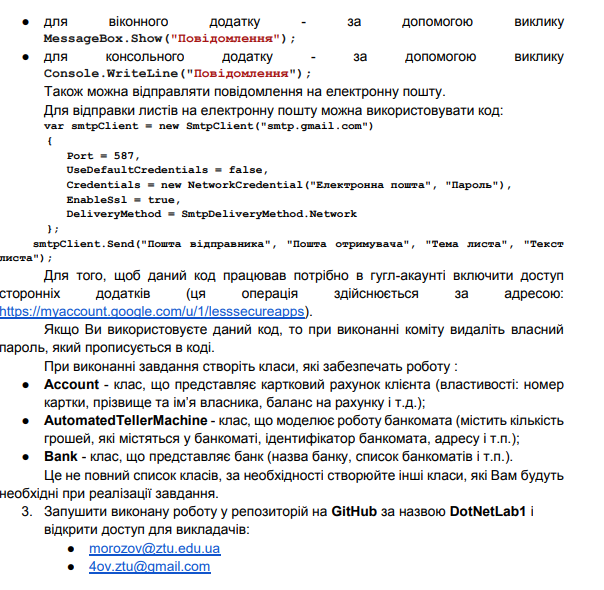 ● для віконного додатку - за допомогою виклику
MessageBox.Show("Повідомлення");
● для консольного додатку - за допомогою виклику
Console.WriteLine("Повідомлення");
Також можна відправляти повідомлення на електронну пошту.
Для відправки листів на електронну пошту можна використовувати код:
var smtpClient = new SmtpClient("smtp.gmail.com")
{
Port = 587,
UseDefaultCredentials = false,
Credentials = new NetworkCredential("Електронна пошта", "Пароль"),
EnableSsl = true,
DeliveryMethod = SmtpDeliveryMethod.Network
};
smtpClient.Send("Пошта відправника", "Пошта отримувача", "Тема листа", "Текст
листа");
Для того, щоб даний код працював потрібно в гугл-акаунті включити доступ
сторонніх додатків (ця операція здійснюється за адресою:
https://myaccount.google.com/u/1/lesssecureapps).
Якщо Ви використовуєте даний код, то при виконанні коміту видаліть власний
пароль, який прописується в коді.
При виконанні завдання створіть класи, які забезпечать роботу :
● Account - клас, що представляє картковий рахунок клієнта (властивості: номер
картки, прізвище та ім’я власника, баланс на рахунку і т.д.);
● AutomatedTellerMachine - клас, що моделює роботу банкомата (містить кількість
грошей, які містяться у банкоматі, ідентифікатор банкомата, адресу і т.п.);
● Bank - клас, що представляє банк (назва банку, список банкоматів і т.п.).
Це не повний список класів, за необхідності створюйте інші класи, які Вам будуть
необхідні при реалізації завдання.
3. Запушити виконану роботу у репозиторій на GitHub за назвою DotNetLab1 і
відкрити доступ для викладачів:
● morozov@ztu.edu.ua
● 4ov.ztu@gmail.com